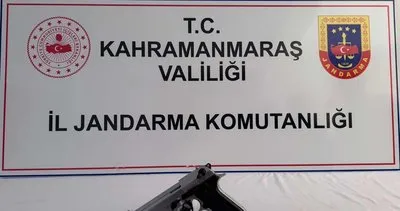 T.C.
KAHRAMANMARAŞ
VALİLİĞİ
İL JANDARMA KOMUTANLIĞI
JANDARMA